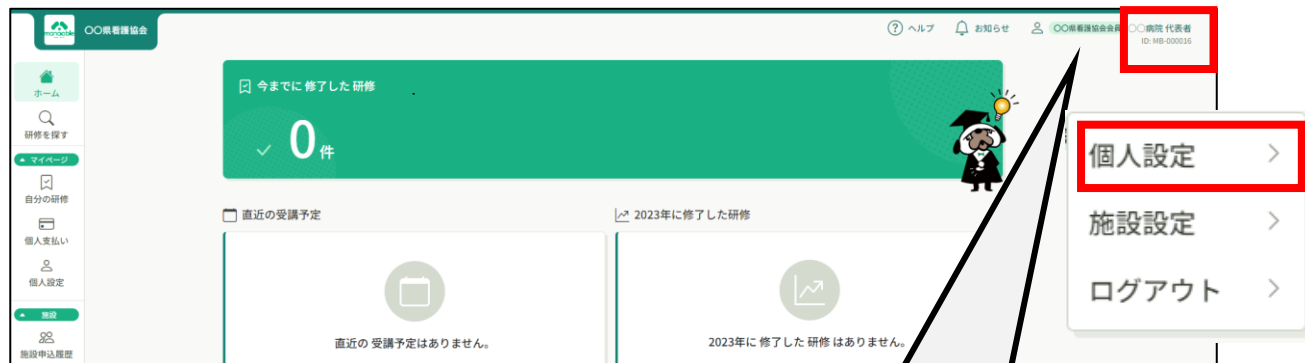 manaable
〇〇県看護協会
ヘルプ
お知らせ
〇〇県看護協会会員
〇〇病院 代表者
ID: MB-000016
ホーム
研修を探す
マイページ
自分の研修
個人支払い
個人設定
施設
施設申込履歴
今までに 修了した 研修
0 件
直近の受講予定
直近の 受講予定はありません。
2023年に修了した研修
2023年に 修了した 研修 はありません。
個人設定
施設設定
ログアウト